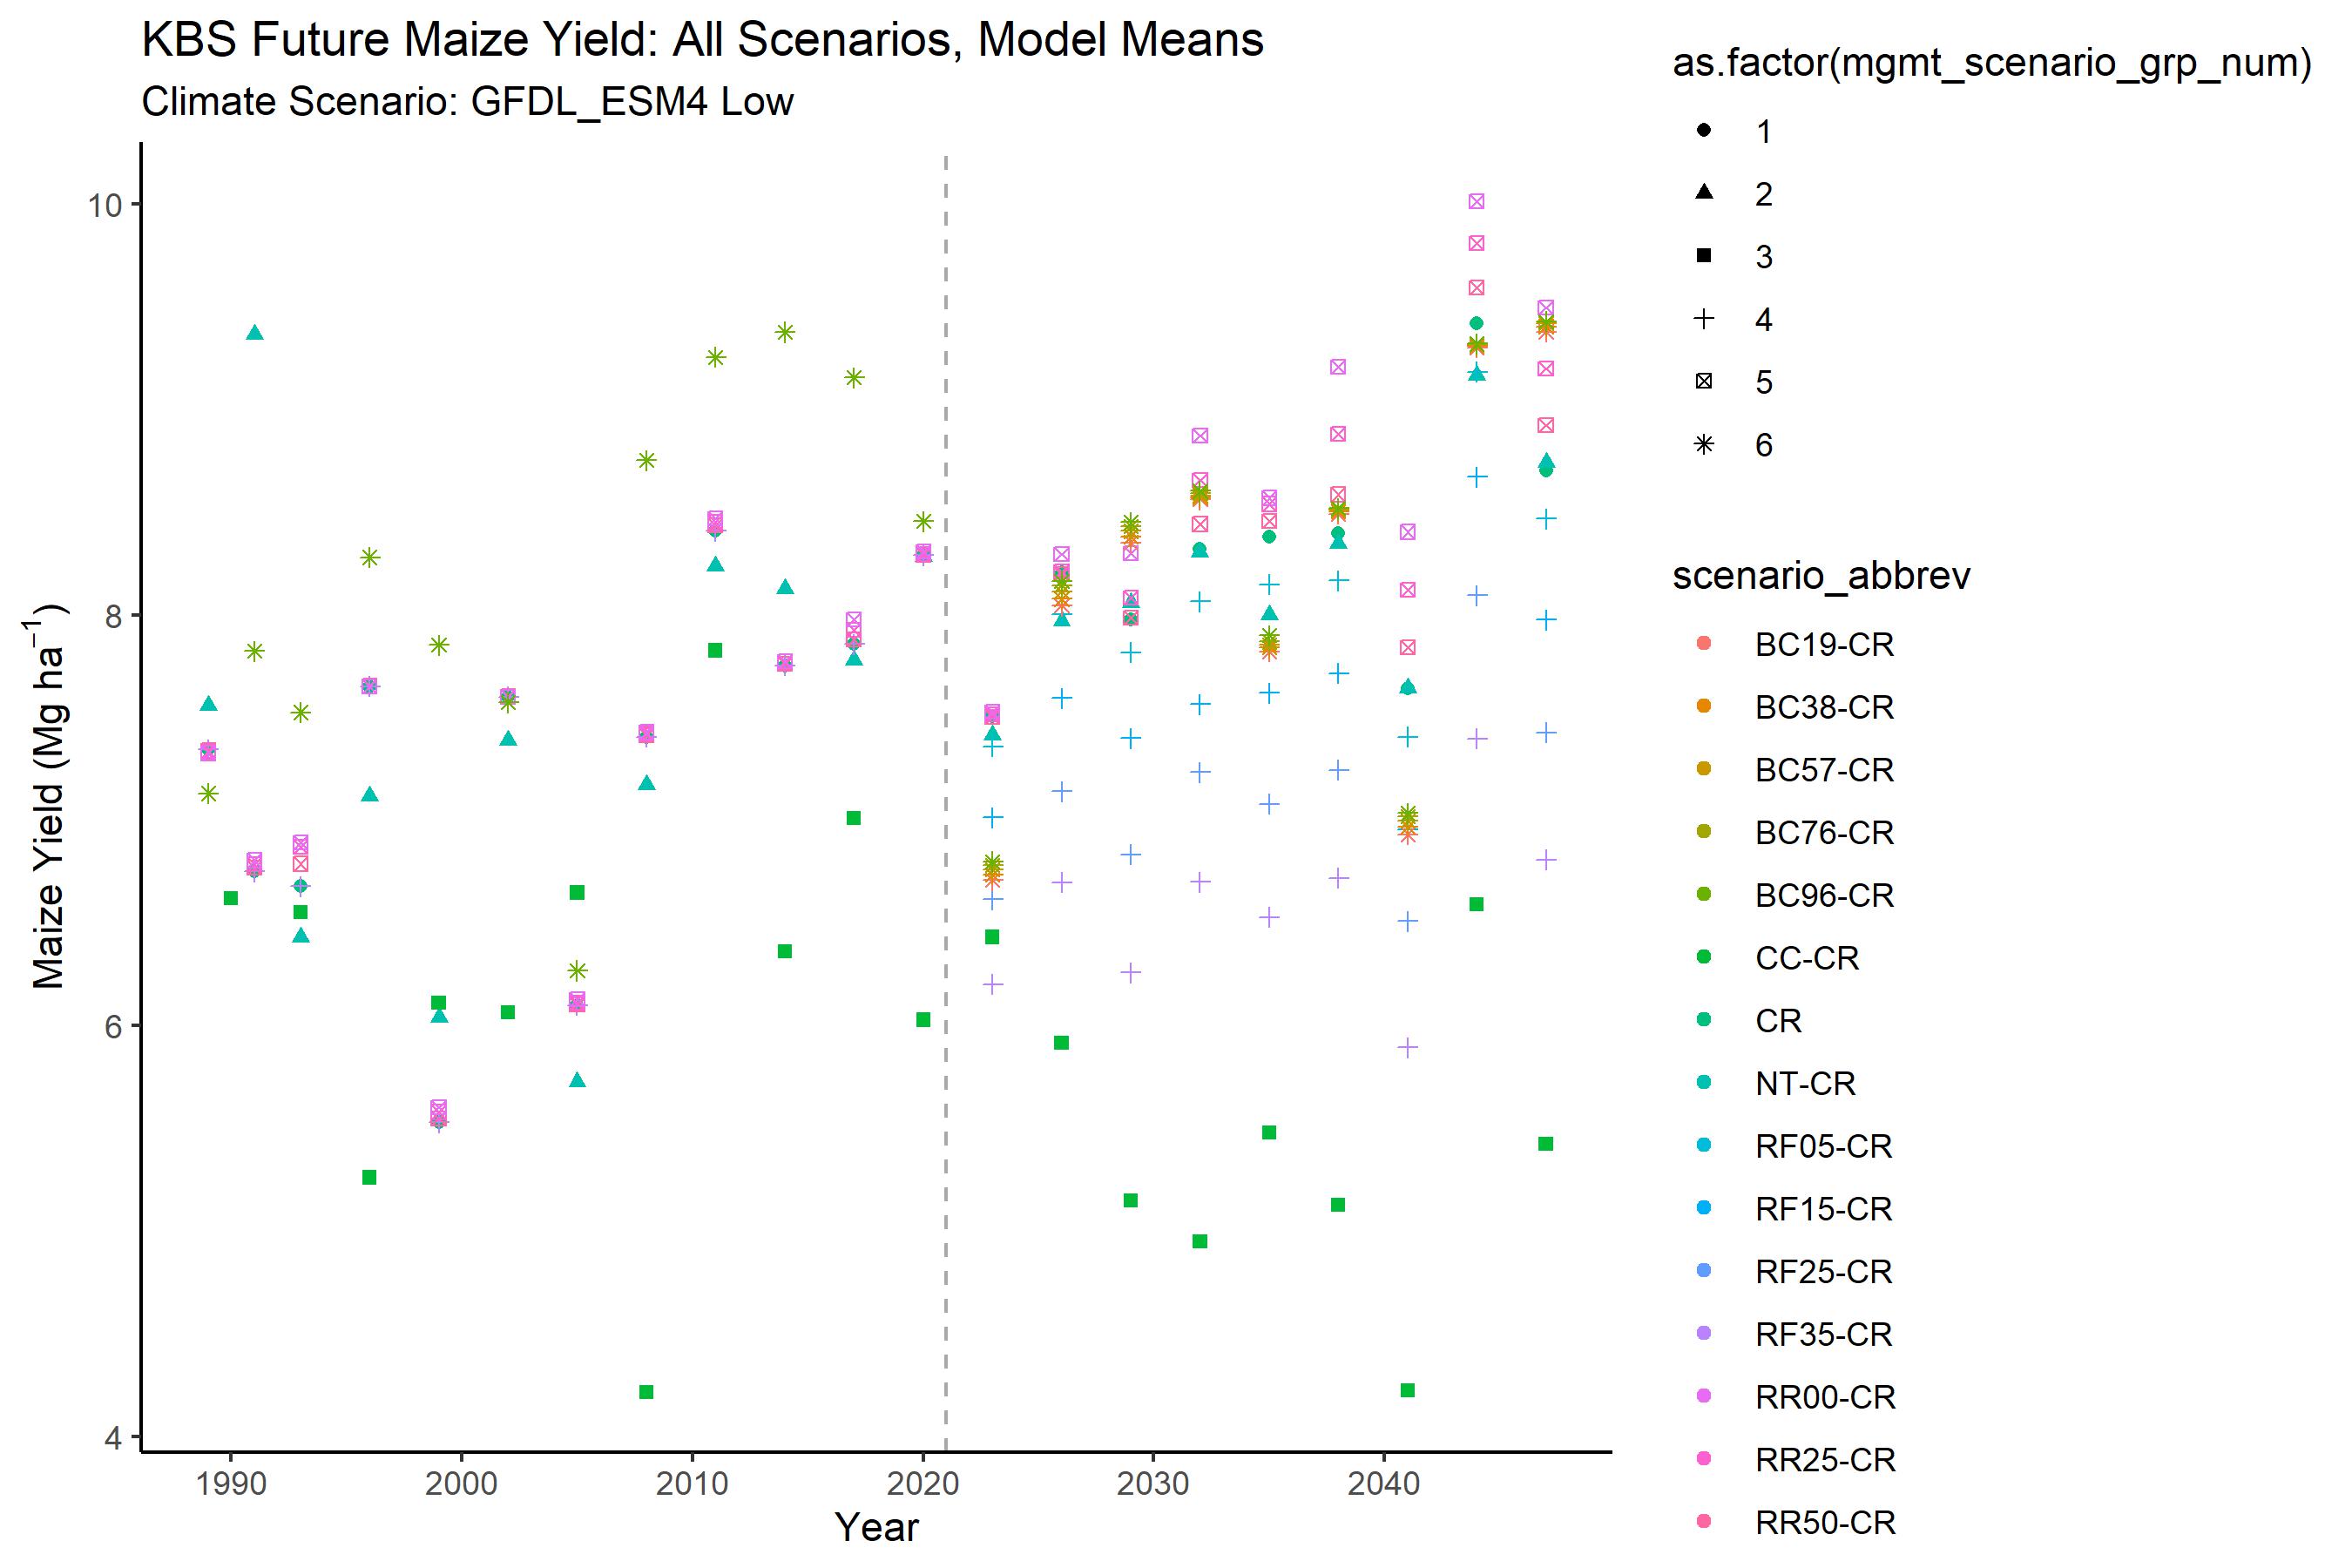 KBS Future Maize Yield: All Scenarios, Model Means
Climate Scenario: GFDL_ESM4 Low
Maize Yield (Mg ha⁻¹)
10
8
6
4
1990
2000
2010
2020
2030
2040
Year
as.factor(mgmt_scenario_grp_num)
1
2
3
4
5
6
scenario_abbrev
BC19-CR
BC38-CR
BC57-CR
BC76-CR
BC96-CR
CC-CR
CR
NT-CR
RF05-CR
RF15-CR
RF25-CR
RF35-CR
RR00-CR
RR25-CR
RR50-CR